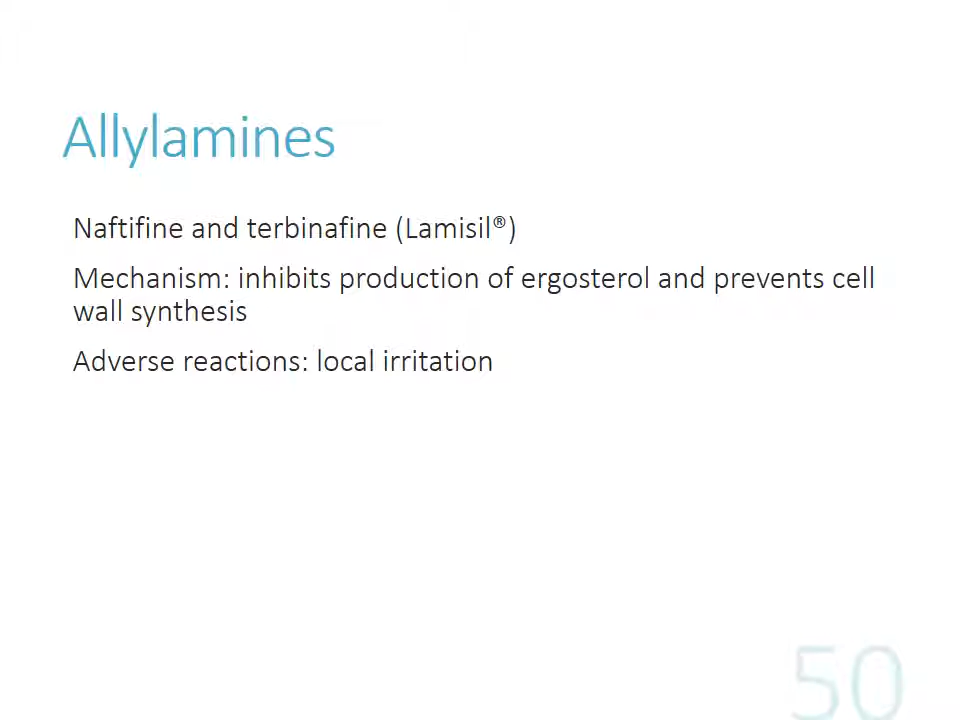 Allylamines
Naftifine and terbinafine (Lamisil®)
Mechanism: inhibits production of ergosterol and prevents cell
wall synthesis
Adverse reactions: local irritation
50